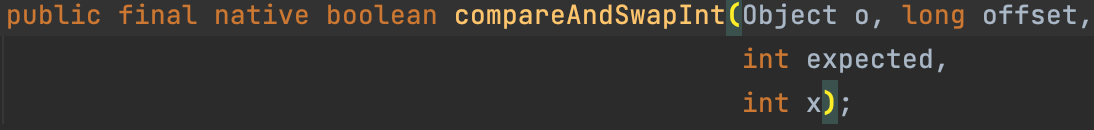 public final native boolean compareAndSwapInt(Object o, long offset,
int expected,
int x);